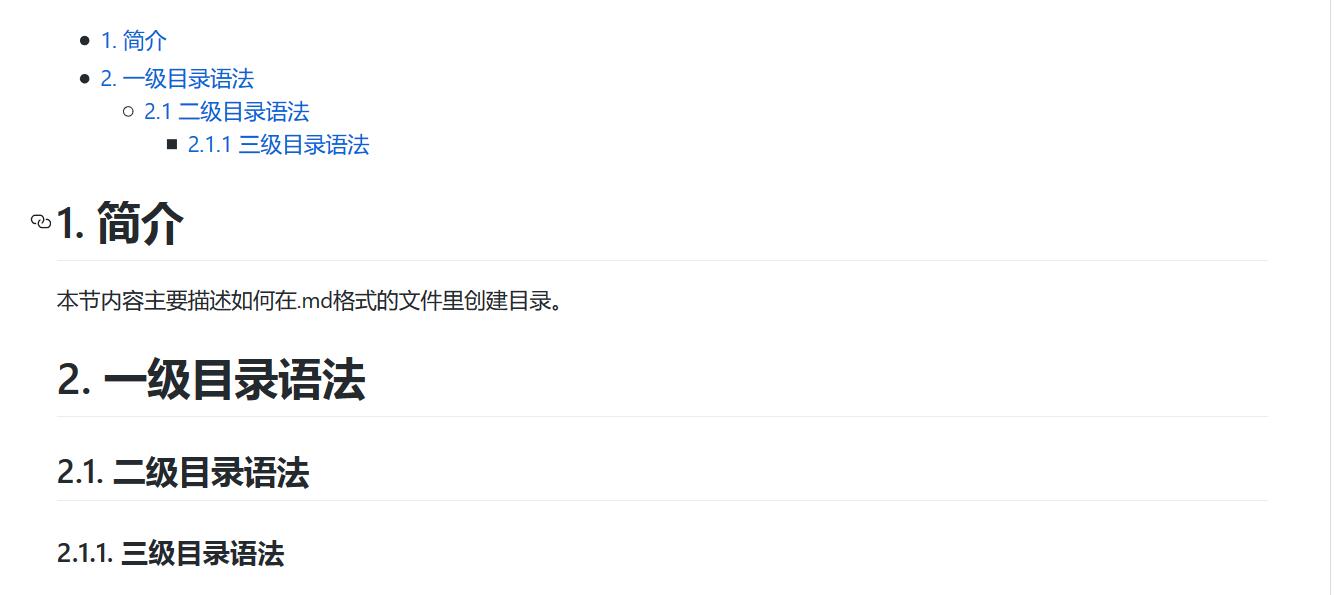 1. 简介
2. 一级目录语法
2.1 二级目录语法
2.1.1 三级目录语法
1. 简介
本节内容主要描述如何在.md格式的文件里创建目录。
2. 一级目录语法
2.1. 二级目录语法
2.1.1. 三级目录语法